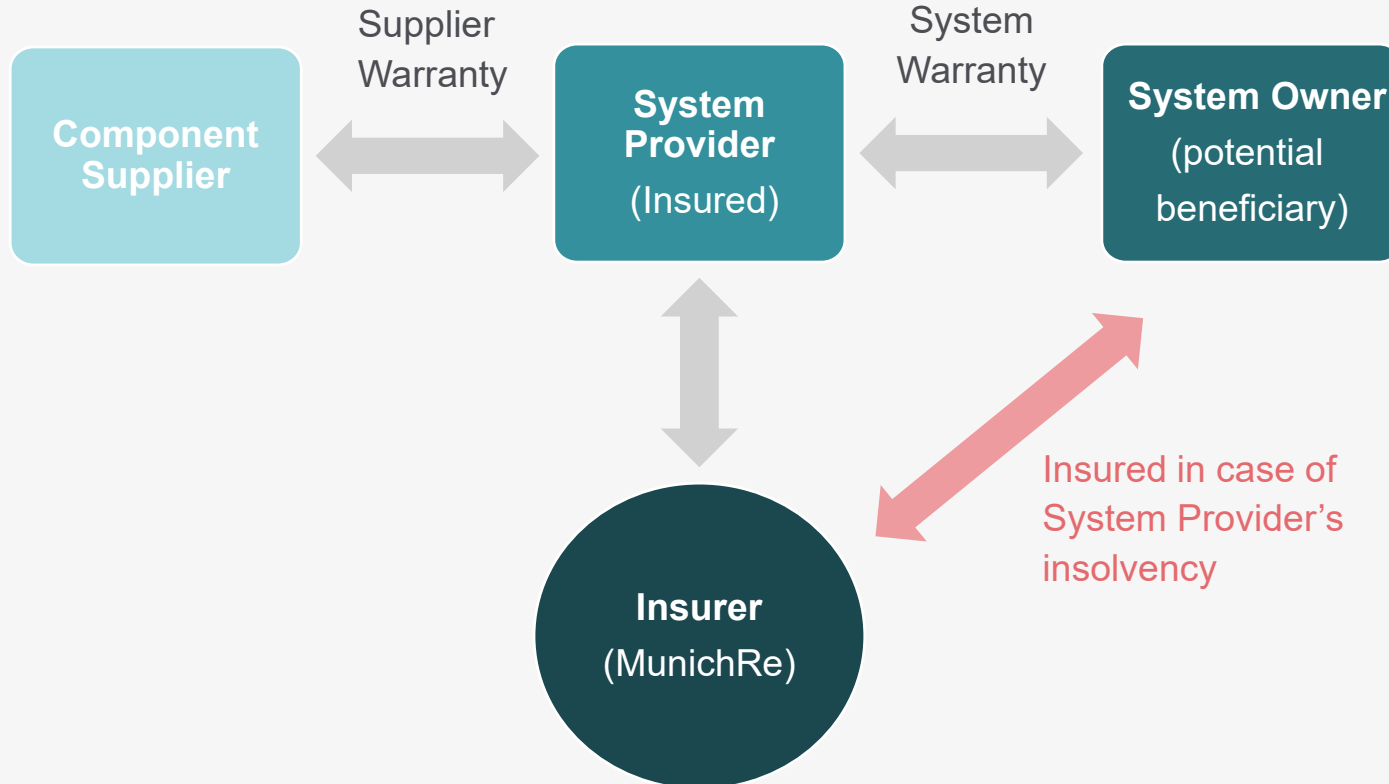 Supplier
Warranty
System
Warranty
Component
Supplier
System
Provider
(Insured)
System Owner
(potential
beneficiary)
Insured in case of
System Provider’s
insolvency
Insurer
(MunichRe)